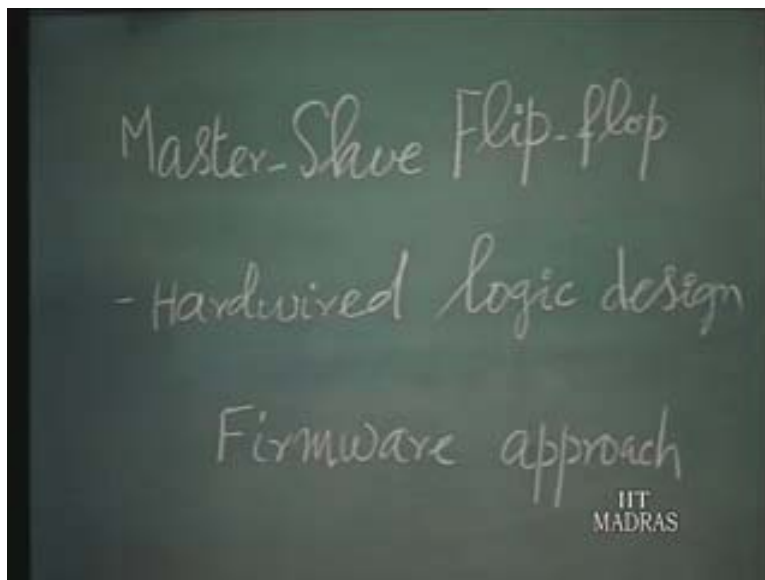 Master-Slave Flip-flop
- Hardwired logic design
Firmware approach
IIT
MADRAS